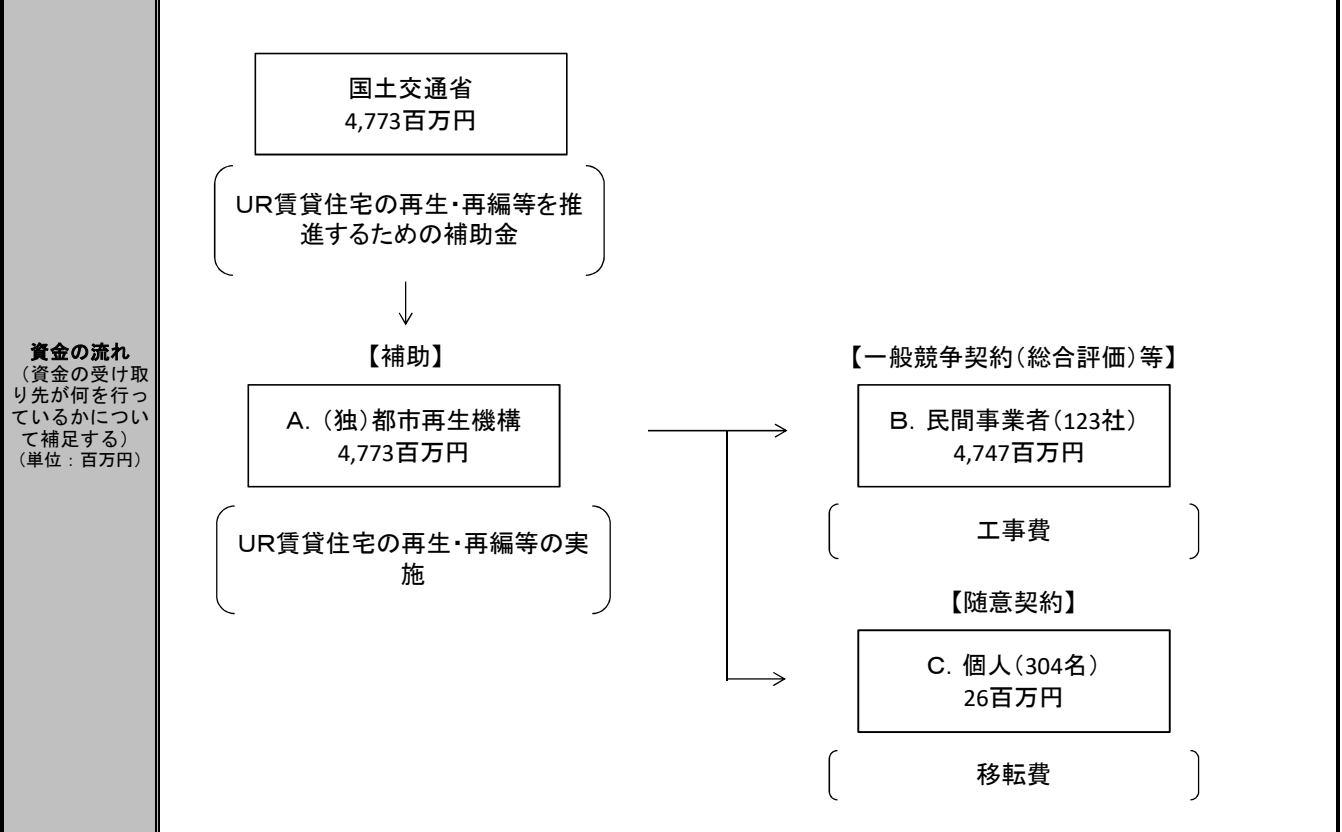 資金の流れ
（資金の受け取
り先が何を行っ
ているかについ
て補足する）
（単位：百万円）
国土交通省
4,773百万円
ＵＲ賃貸住宅の再生・再編等を推
進するための補助金
【補助】
Ａ．（独）都市再生機構
4,773百万円
ＵＲ賃貸住宅の再生・再編等の実
施
【一般競争契約（総合評価）等】
Ｂ．民間事業者（123社）
4,747百万円
工事費
【随意契約】
Ｃ．個人（304名）
26百万円
移転費